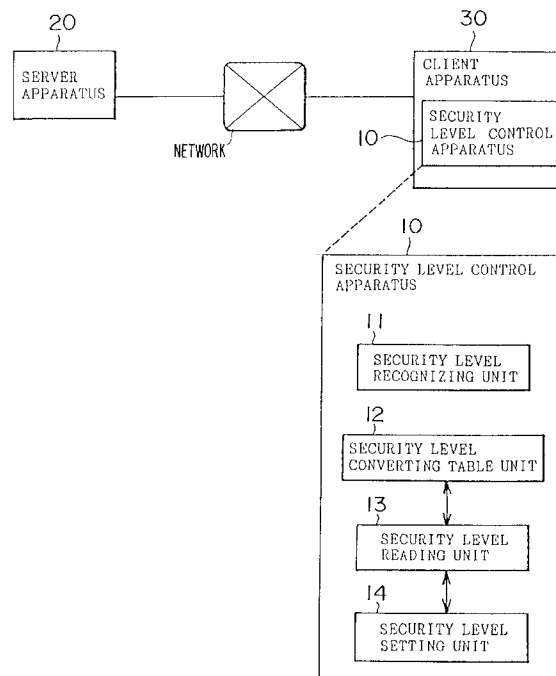 20
SERVER
APPARATUS
NETWORK
30
CLIENT
APPARATUS
10
SECURITY
LEVEL CONTROL
APPARATUS
10
SECURITY LEVEL CONTROL
APPARATUS
11
SECURITY LEVEL
RECOGNIZING UNIT
12
SECURITY LEVEL
CONVERTING TABLE UNIT
13
SECURITY LEVEL
READING UNIT
14
SECURITY LEVEL
SETTING UNIT